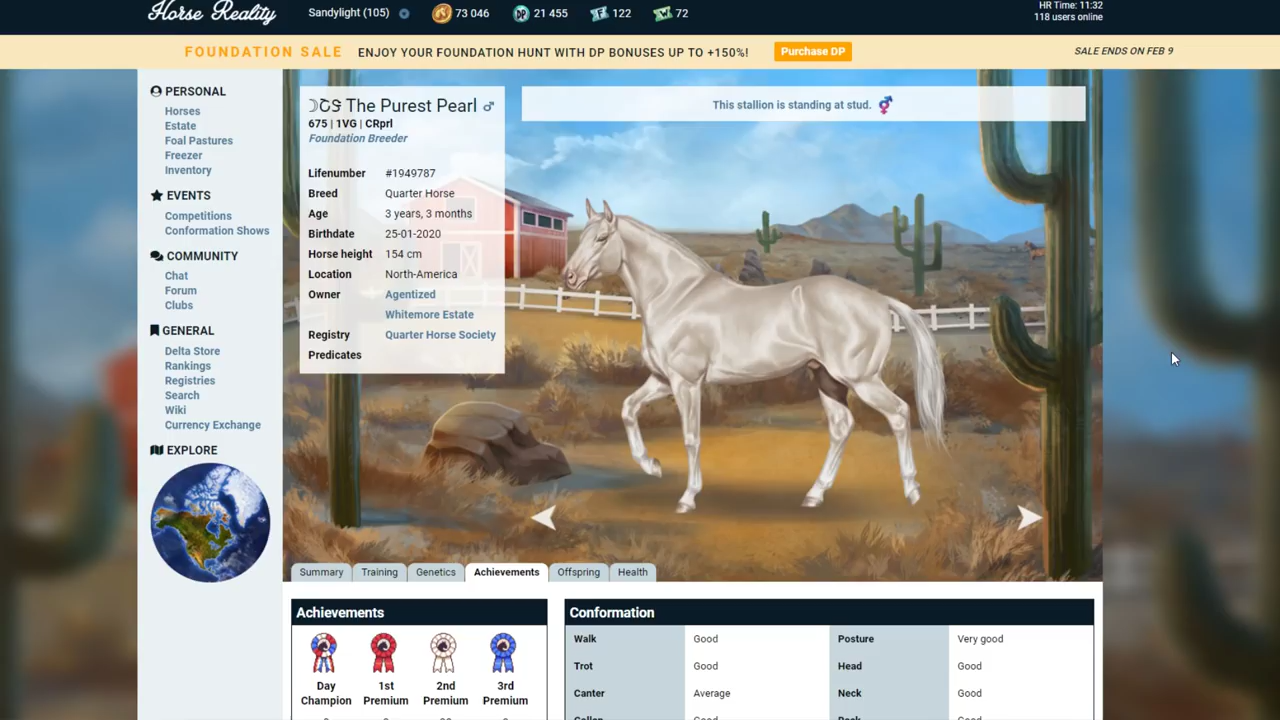 Horse Reality
Sandylight (105) 73 046 21 455 122 72
HR Time: 11:32
118 users online
FOUNDATION SALE ENJOY YOUR FOUNDATION HUNT WITH DP BONUSES UP TO +150%! Purchase DP SALE ENDS ON FEB 9
PERSONAL
Horses
Estate
Foal Pastures
Freezer
Inventory
EVENTS
Competitions
Conformation Shows
COMMUNITY
Chat
Forum
Clubs
GENERAL
Delta Store
Rankings
Registries
Search
Wiki
Currency Exchange
EXPLORE
The Purest Pearl ♂
675 | 1VG | CRprl
Foundation Breeder
Lifenumber #1949787
Breed Quarter Horse
Age 3 years, 3 months
Birthdate 25-01-2020
Horse height 154 cm
Location North-America
Owner Agentized
Whitemore Estate
Registry Quarter Horse Society
Predicates
This stallion is standing at stud.
Summary Training Genetics Achievements Offspring Health
Achievements
Day Champion
1st Premium
2nd Premium
3rd Premium
Conformation
Walk Good Posture Very good
Trot Good Head Good
Canter Average Neck Good